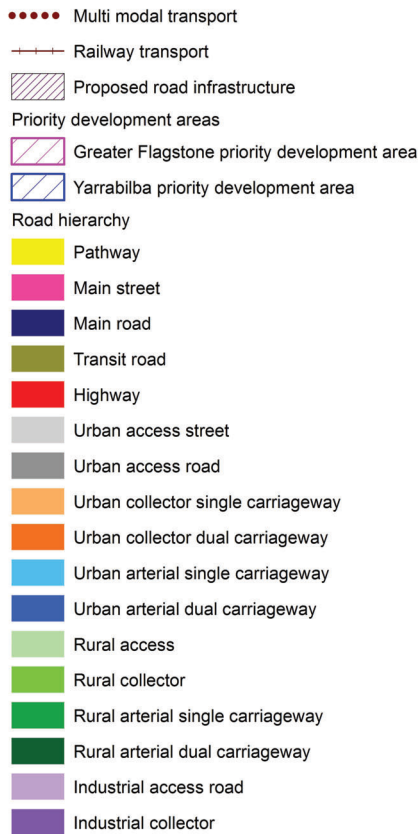 Multi modal transport
Railway transport
Proposed road infrastructure
Priority development areas
Greater Flagstone priority development area
Yarrabilba priority development area
Road hierarchy
Pathway
Main street
Main road
Transit road
Highway
Urban access street
Urban access road
Urban collector single carriageway
Urban collector dual carriageway
Urban arterial single carriageway
Urban arterial dual carriageway
Rural access
Rural collector
Rural arterial single carriageway
Rural arterial dual carriageway
Industrial access road
Industrial collector